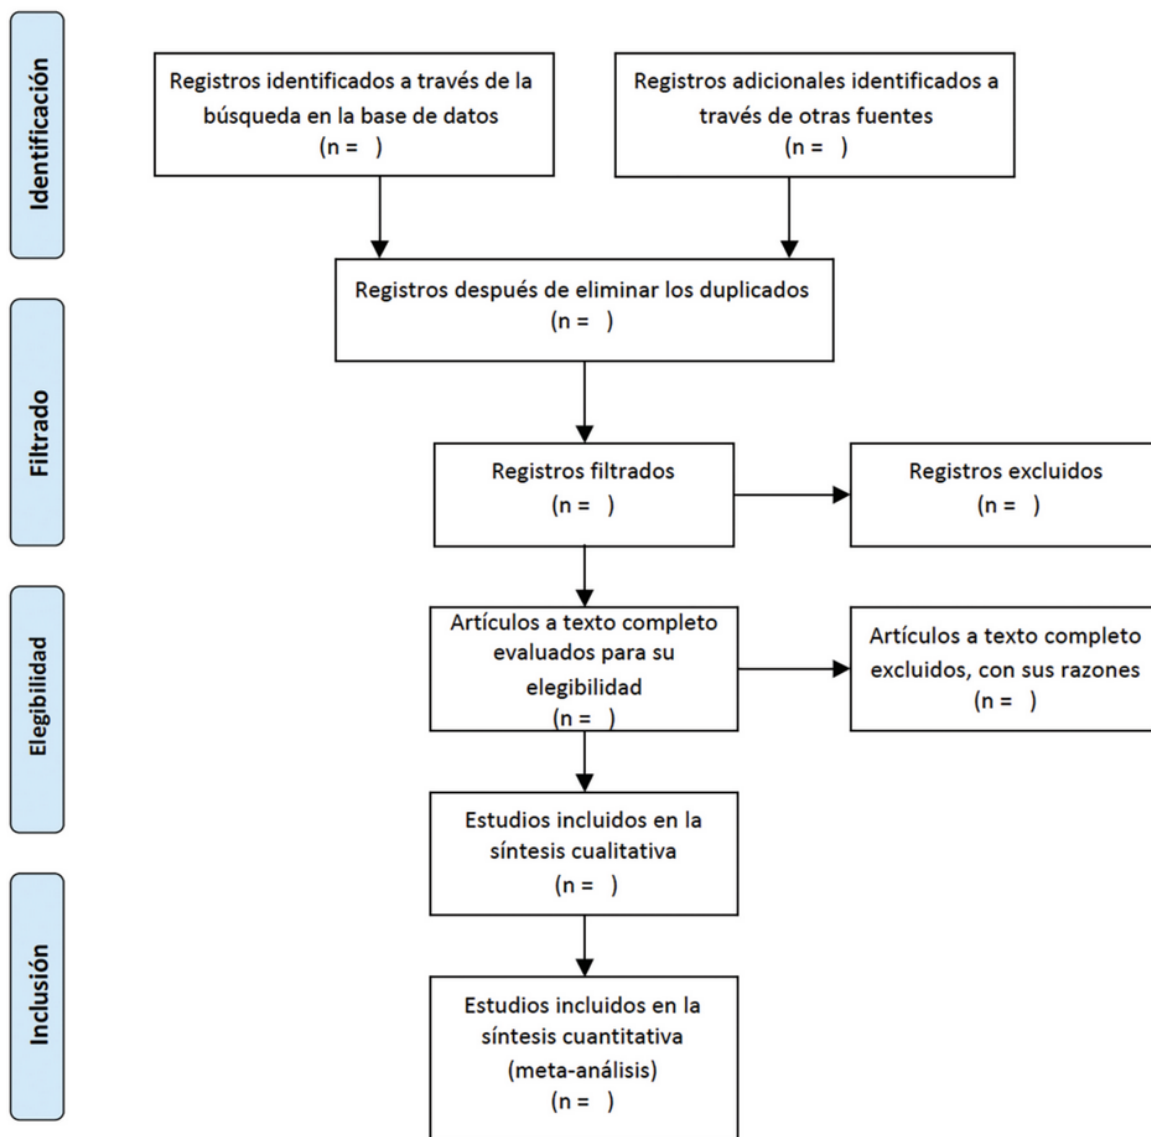 Identificación
Registros identificados a través de la
búsqueda en la base de datos
(n =   )
Registros adicionales identificados a
través de otras fuentes
(n =   )
Registros después de eliminar los duplicados
(n =   )
Filtrado
Registros filtrados
(n =   )
Registros excluidos
(n =   )
Elegibilidad
Artículos a texto completo
evaluados para su
elegibilidad
(n =   )
Artículos a texto completo
excluidos, con sus razones
(n =   )
Estudios incluidos en la
síntesis cualitativa
(n =   )
Inclusión
Estudios incluidos en la
síntesis cuantitativa
(meta-análisis)
(n =   )